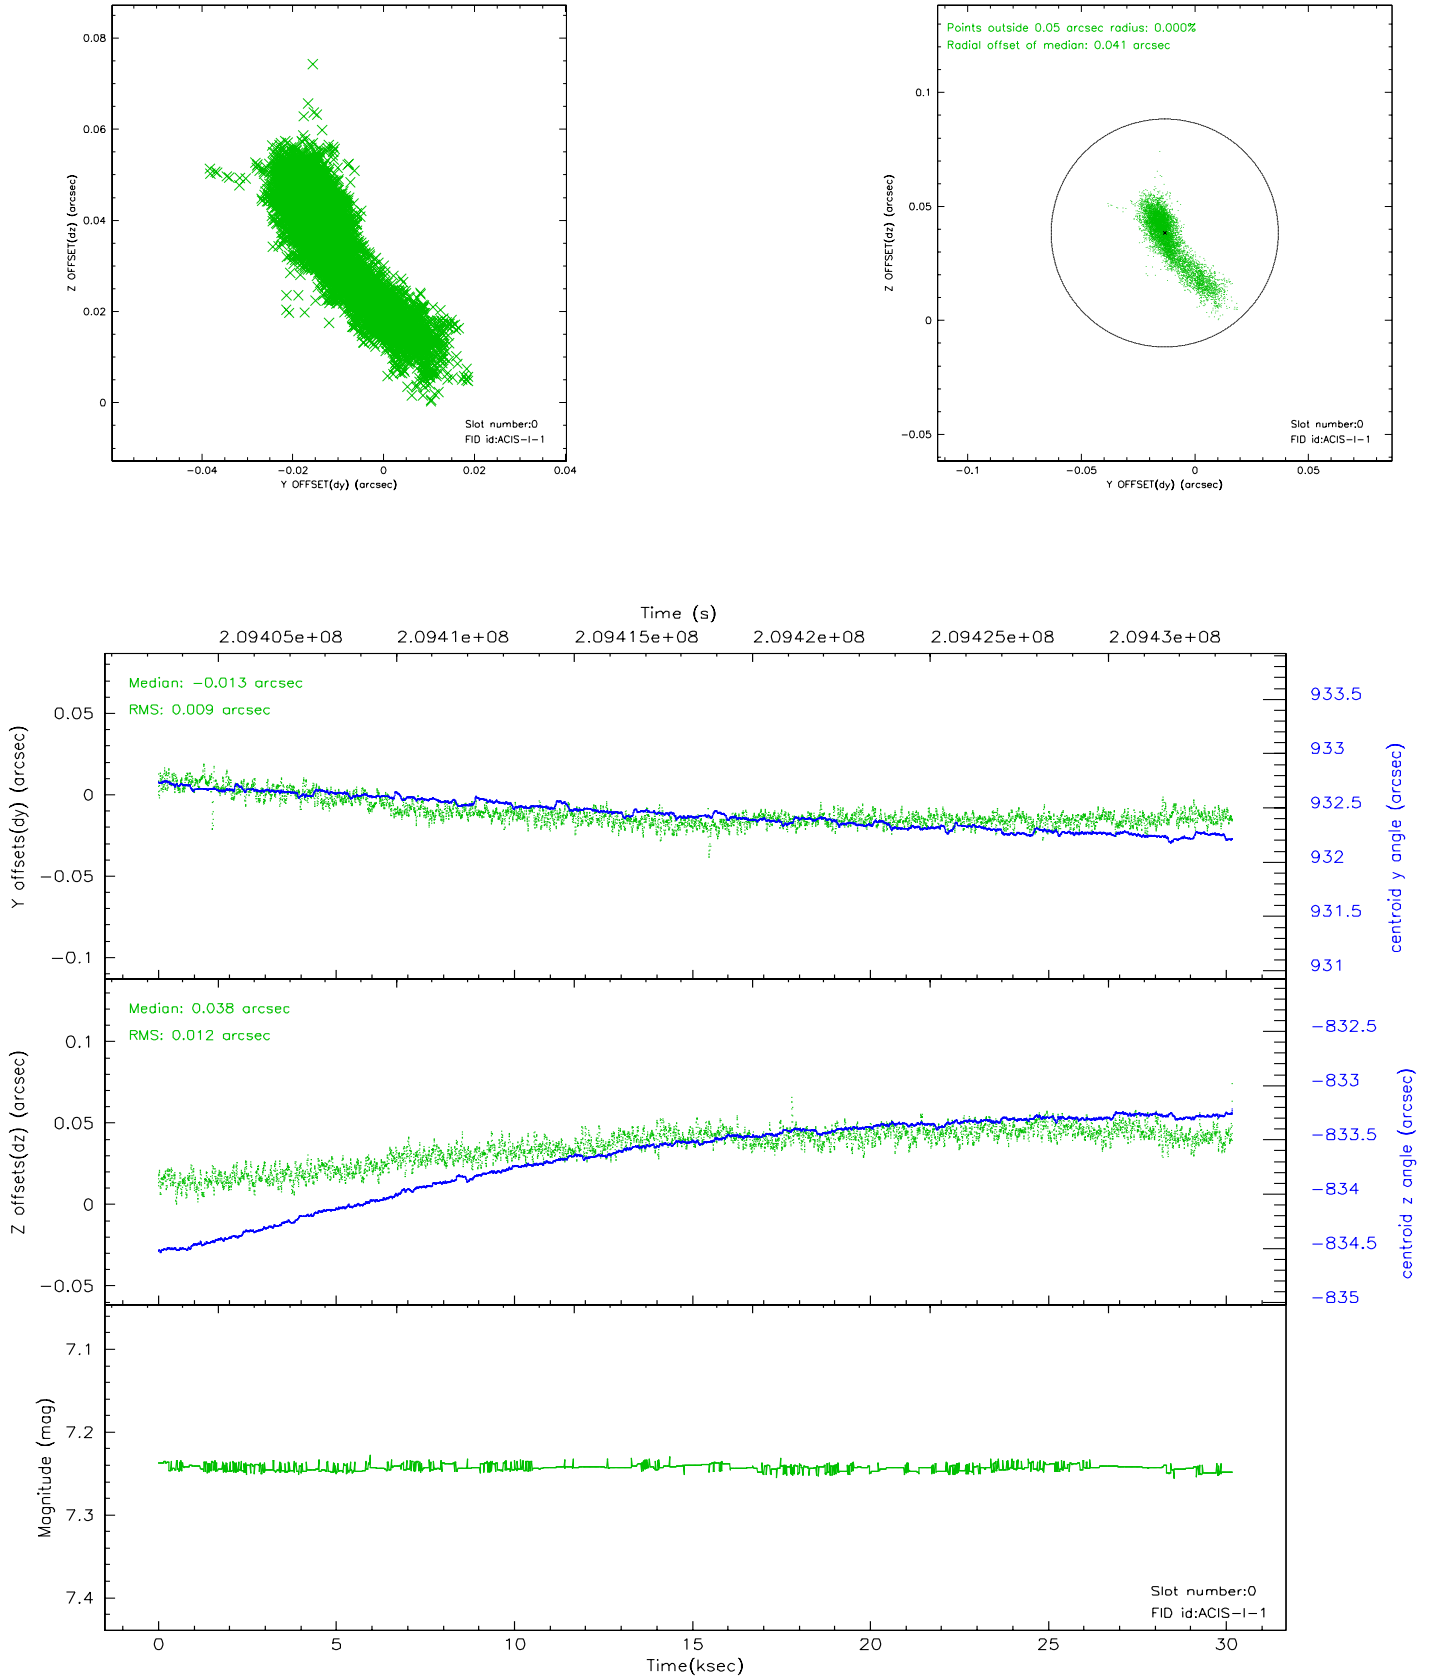 0.08
0.06
0.04
0.02
0
Z OFFSET(dz) (arcsec)
−0.04 −0.02 0 0.02 0.04
Y OFFSET(dy) (arcsec)
Slot number:0
FID id:ACIS−I−1
Points outside 0.05 arcsec radius: 0.000%
Radial offset of median: 0.041 arcsec
0.1
0.05
0
−0.05
Z OFFSET(dz) (arcsec)
−0.1 −0.05 0 0.05
Y OFFSET(dy) (arcsec)
Slot number:0
FID id:ACIS−I−1
Time (s)
2.09405e+08 2.0941e+08 2.09415e+08 2.0942e+08 2.09425e+08 2.0943e+08
Median: −0.013 arcsec
RMS: 0.009 arcsec
0.05
0
−0.05
−0.1
Y offsets(dy) (arcsec)
933.5
933
932.5
932
931.5
931
centroid y angle (arcsec)
Median: 0.038 arcsec
RMS: 0.012 arcsec
0.1
0.05
0
−0.05
Z offsets(dz) (arcsec)
−832.5
−833
−833.5
−834
−834.5
−835
centroid z angle (arcsec)
7.1
7.2
7.3
7.4
Magnitude (mag)
Slot number:0
FID id:ACIS−I−1
0 5 10 15 20 25 30
Time(ksec)